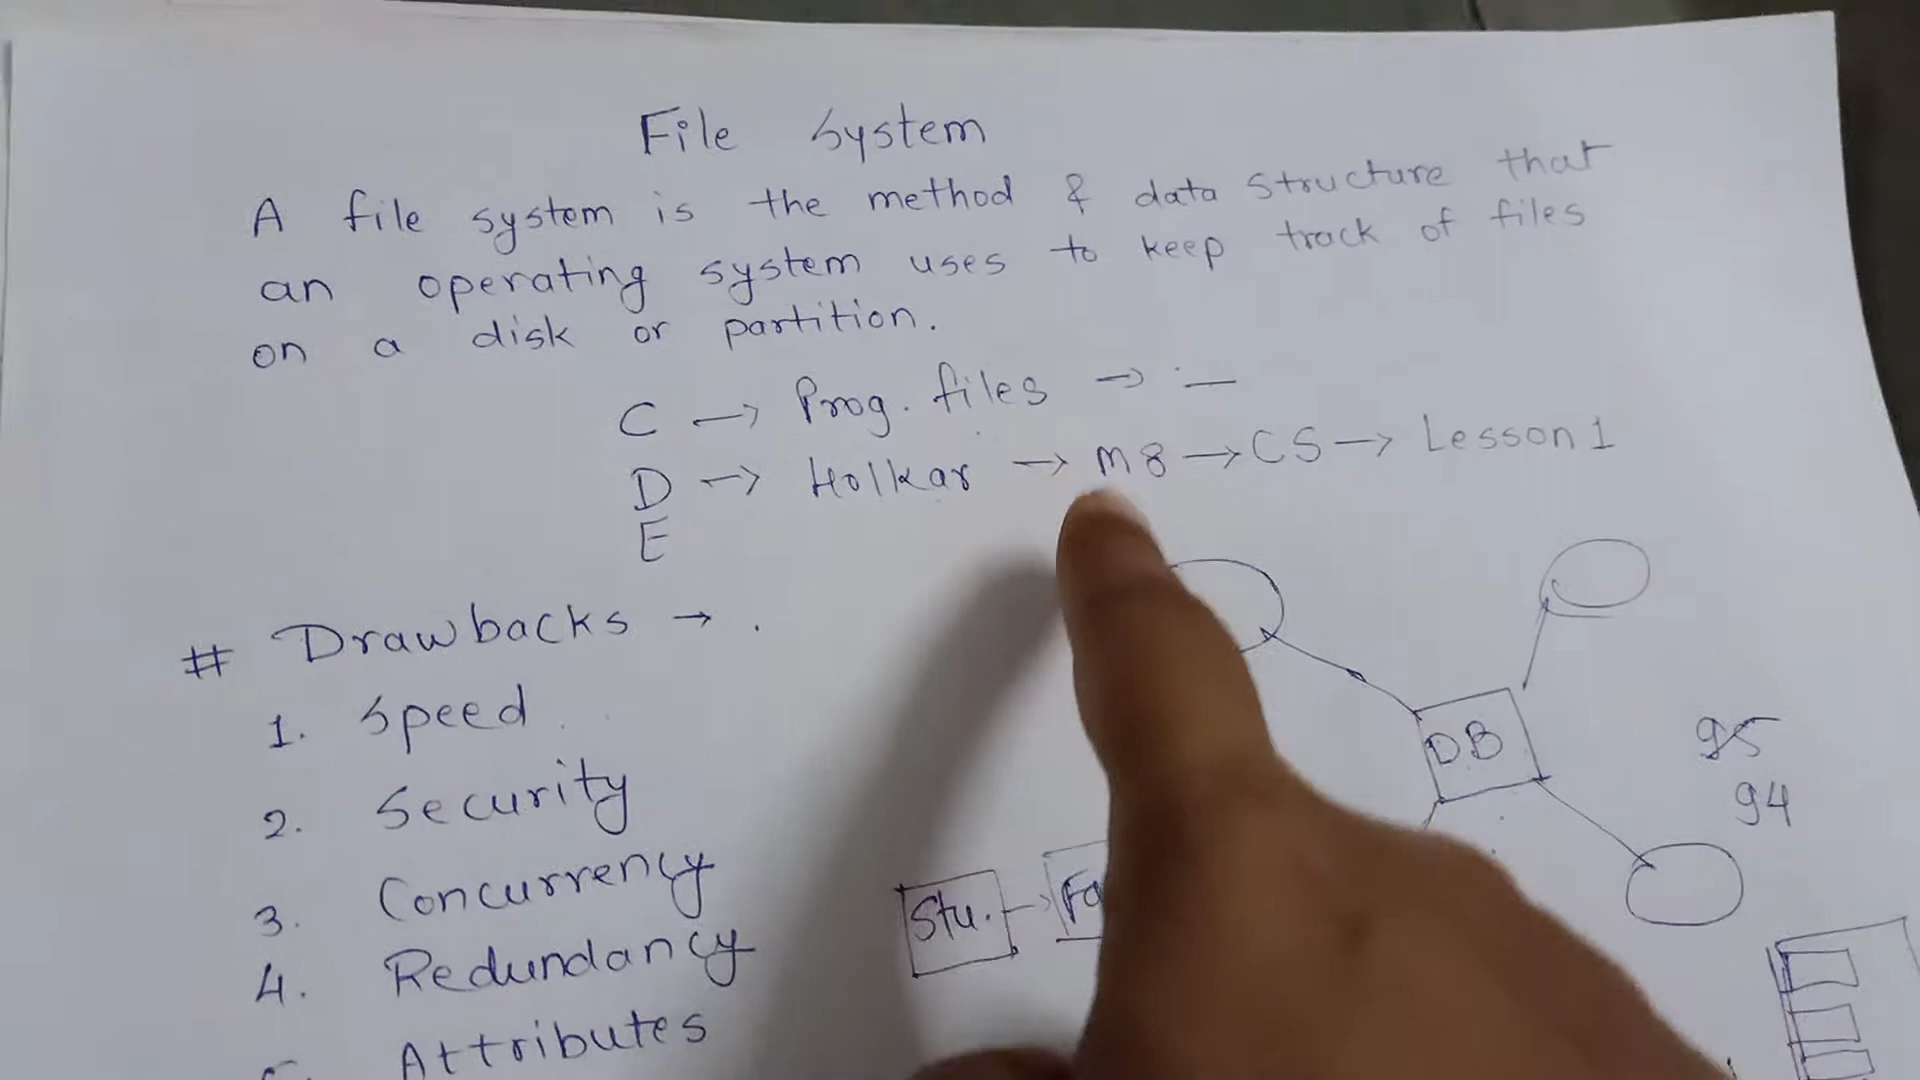 File System
A file system is the method & data structure that
an operating system uses to keep track of files
on a disk or partition.
C → Prog. files → —
D → Holkar → M8 → CS → Lesson 1
E
# Drawbacks →
1. Speed
2. Security
3. Concurrency
4. Redundancy
Attributes
DB
95
94
Stu. →